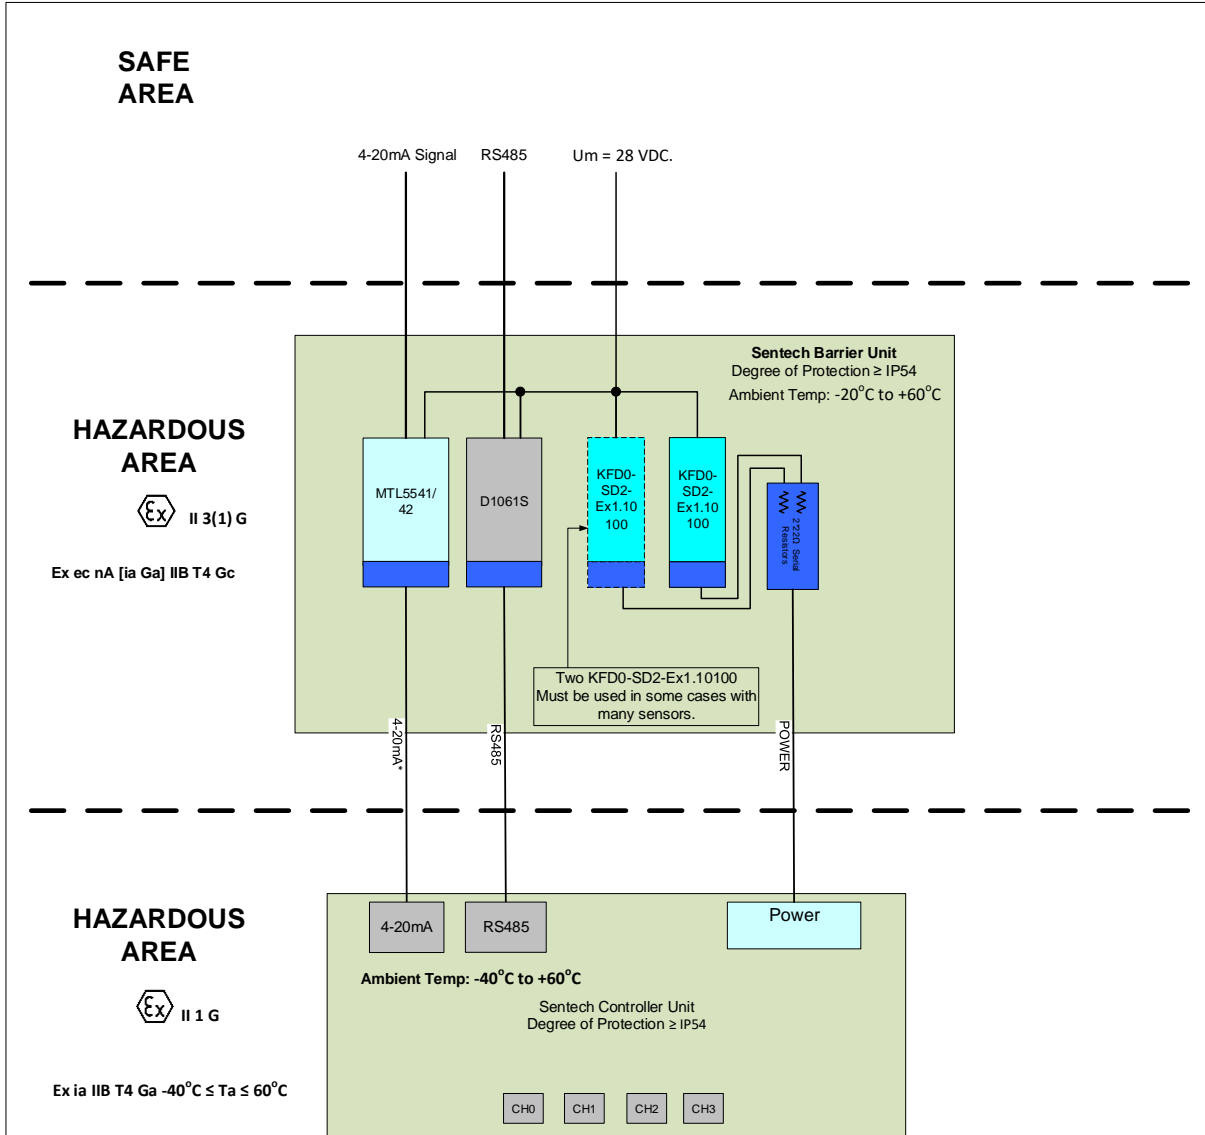 SAFE
AREA
4-20mA Signal
RS485
Um = 28 VDC.
Sentech Barrier Unit
Degree of Protection ≥ IP54
Ambient Temp: -20°C to +60°C
HAZARDOUS
AREA
Ex
II 3(1) G
Ex ec nA [ia Ga] IIB T4 Gc
MTL5541/
42
D1061S
KFD0-
SD2-
Ex1.10
100
KFD0-
SD2-
Ex1.10
100
2*22Ω Serial
Resistors
Two KFD0-SD2-Ex1.10100
Must be used in some cases with
many sensors.
4-20mA*
RS485
POWER
HAZARDOUS
AREA
Ex
II 1 G
Ex ia IIB T4 Ga -40°C ≤ Ta ≤ 60°C
4-20mA
RS485
Power
Ambient Temp: -40°C to +60°C
Sentech Controller Unit
Degree of Protection ≥ IP54
CH0
CH1
CH2
CH3